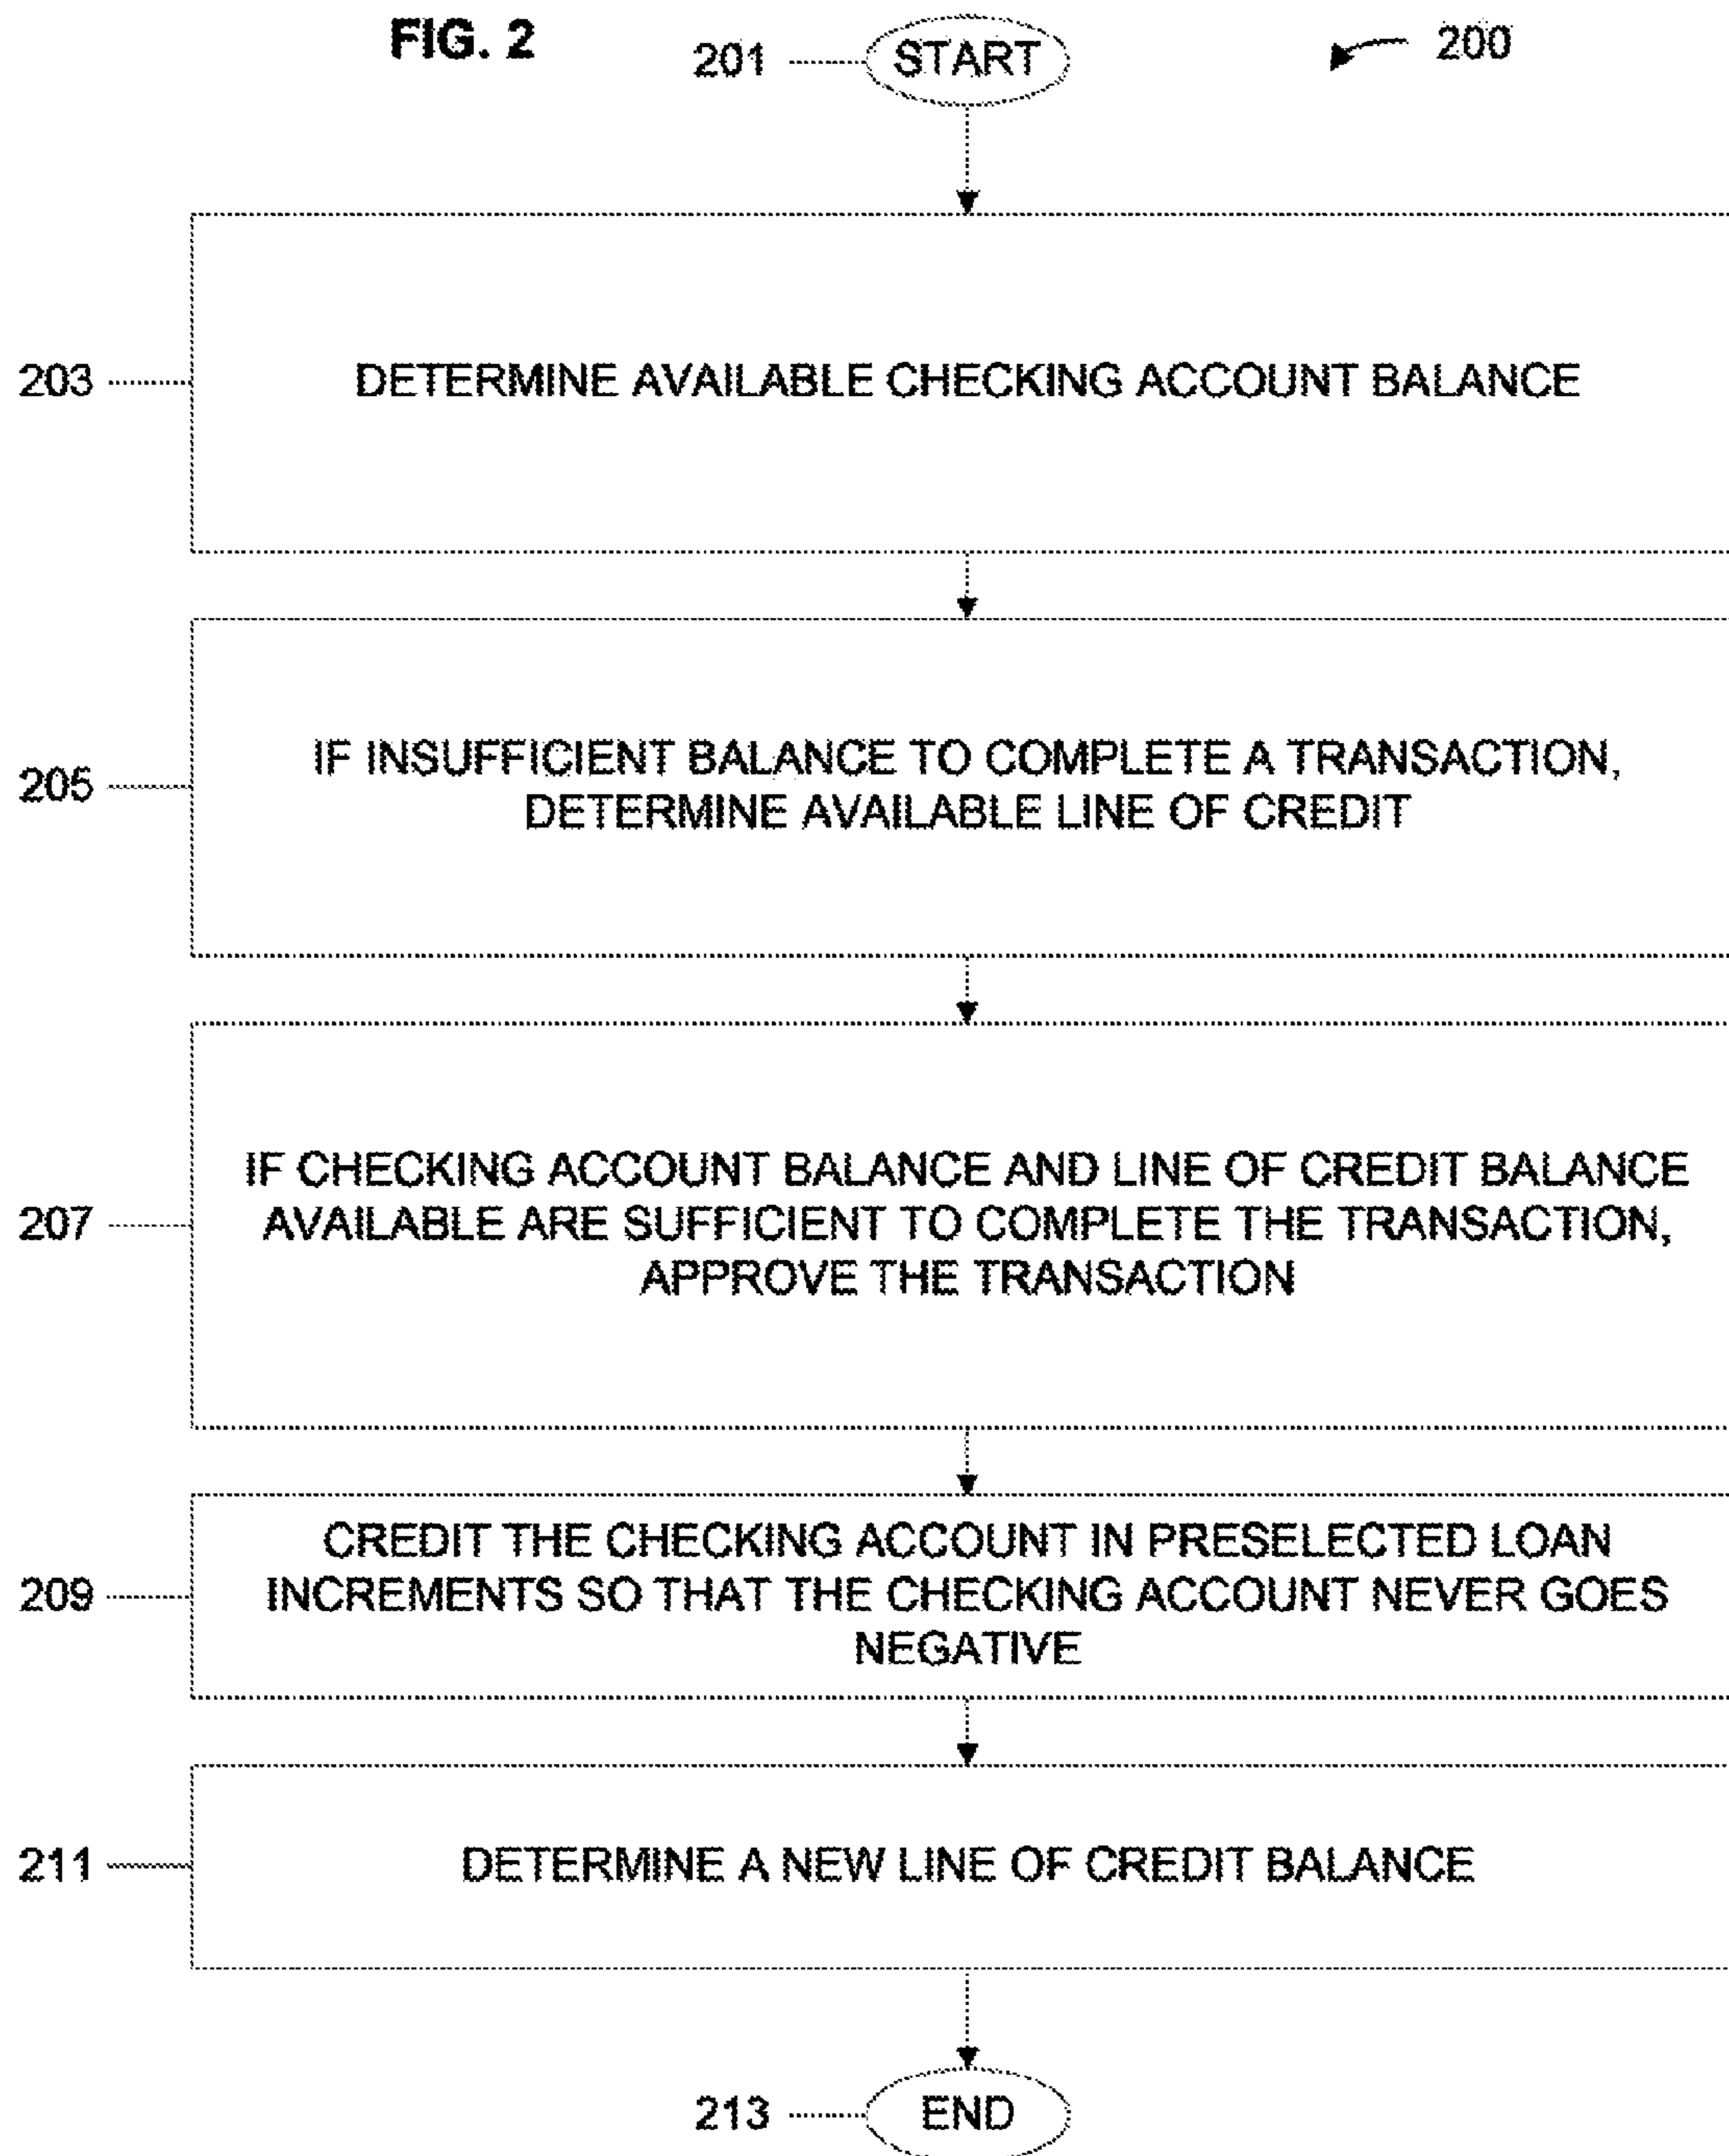 FIG. 2
201
START
200
203
DETERMINE AVAILABLE CHECKING ACCOUNT BALANCE
205
IF INSUFFICIENT BALANCE TO COMPLETE A TRANSACTION,
DETERMINE AVAILABLE LINE OF CREDIT
207
IF CHECKING ACCOUNT BALANCE AND LINE OF CREDIT BALANCE
AVAILABLE ARE SUFFICIENT TO COMPLETE THE TRANSACTION,
APPROVE THE TRANSACTION
209
CREDIT THE CHECKING ACCOUNT IN PRESELECTED LOAN
INCREMENTS SO THAT THE CHECKING ACCOUNT NEVER GOES
NEGATIVE
211
DETERMINE A NEW LINE OF CREDIT BALANCE
213
END